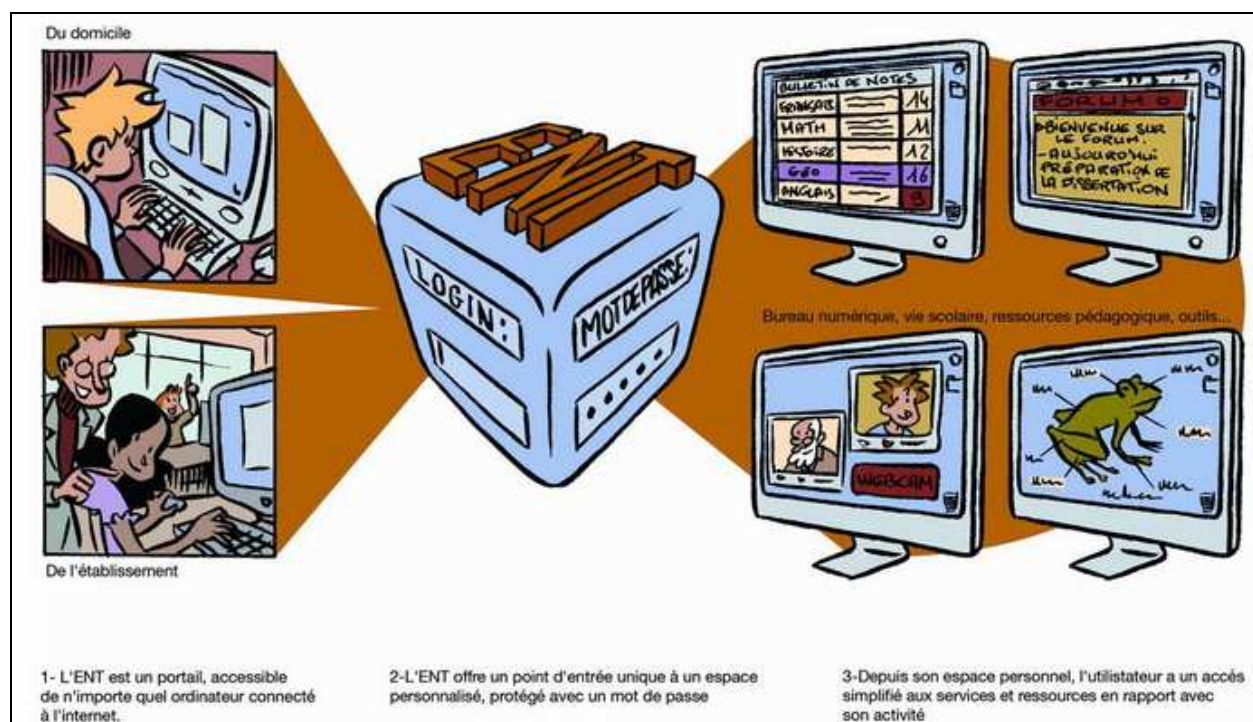 Du domicile
ENT
LOGIN:
MOT DE PASSE:
BULLETIN DE NOTES
FRANÇAIS 14
MATH 11
HISTOIRE 12
GEO 16
ANGLAIS 9
FORUM
BIENVENUE SUR
LE FORUM.
- AUJOURD'HUI
PRÉPARATION DE
LA DISSERTATION
Bureau numérique, vie scolaire, ressources pédagogique, outils...
WEBCAM
De l'établissement
1- L'ENT est un portail, accessible
de n'importe quel ordinateur connecté
à l'internet.
2-L'ENT offre un point d'entrée unique à un espace
personnalisé, protégé avec un mot de passe
3-Depuis son espace personnel, l'utilistateur a un accés
simplifié aux services et ressources en rapport avec
son activité